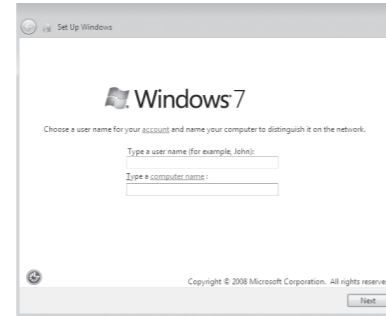 Set Up Windows
Windows 7
Choose a user name for your account and name your computer to distinguish it on the network.
Type a user name (for example, John):
Type a computer name :
Copyright © 2008 Microsoft Corporation. All rights reserve
Next